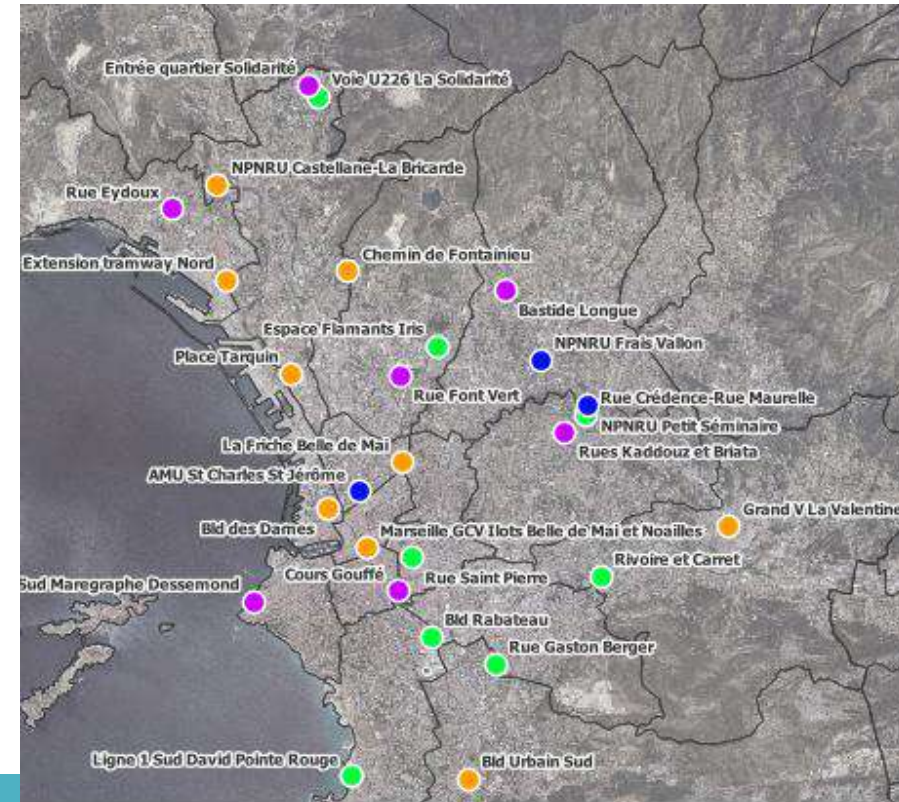 Entrée quartier Solidarité
Voie U226 La Solidarité
NPNRU Castellane-La Bricarde
Rue Eydoux
Chemin de Fontainieu
Extension tramway Nord
Bastide Longue
Espace Flamants Iris
NPNRU Frais Vallon
Place Tarquin
Rue Font Vert
Rue Crédence-Rue Maurelle
NPNRU Petit Séminaire
La Friche Belle de Mai
Rues Kaddouz et Briata
AMU St Charles St Jérôme
Grand V La Valentine
Bld des Dames
Marseille GCV Ilots Belle de Mai et Noailles
Rivoire et Carret
Cours Gouffé
Rue Saint Pierre
Sud Maregraphe Dessemond
Bld Rabateau
Rue Gaston Berger
Ligne 1 Sud David Pointe Rouge
Bld Urbain Sud